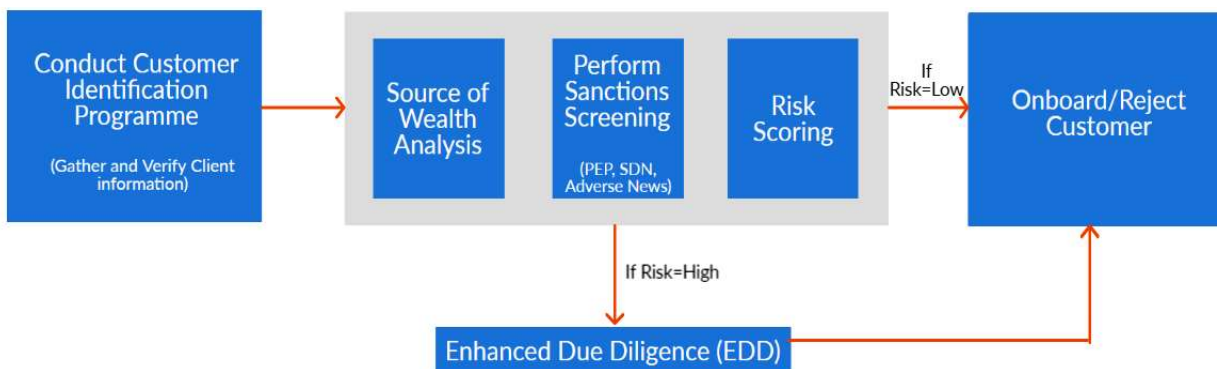 Conduct Customer
Identification
Programme
(Gather and Verify Client
information)
Source of
Wealth
Analysis
Perform
Sanctions
Screening
(PEP, SDN,
Adverse News)
Risk
Scoring
If
Risk=Low
Onboard/Reject
Customer
If Risk=High
Enhanced Due Diligence (EDD)